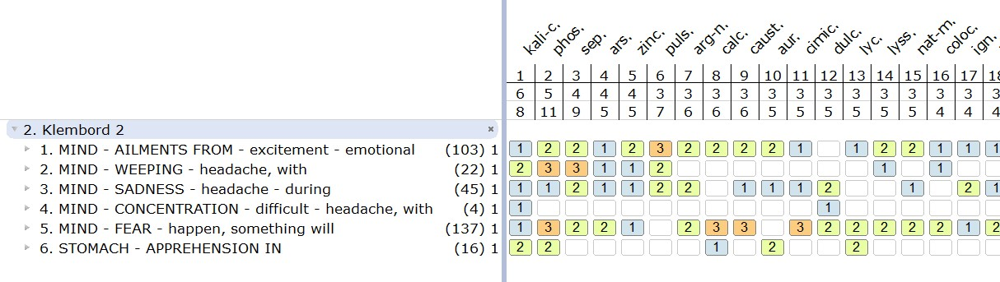 kali-c. phos. sep. ars. zinc. puls. arg-n. calc. caust. aur. cimic. dulc. lyc. lyss. nat-m. coloc. ign.
1 2 3 4 5 6 7 8 9 10 11 12 13 14 15 16 17 18
6 5 4 4 4 3 3 3 3 3 3 3 3 3 3 3 3 3
8 11 9 5 5 7 6 6 6 5 5 5 5 5 5 4 4 4
2. Klembord 2
1. MIND - AILMENTS FROM - excitement - emotional (103) 1 1 2 2 1 2 3 2 2 2 2 1 1 2 2 1 1 1
2. MIND - WEEPING - headache, with (22) 1 2 3 3 1 1 2 1 1
3. MIND - SADNESS - headache - during (45) 1 1 1 2 1 1 2 2 1 1 1 2 1 2 1
4. MIND - CONCENTRATION - difficult - headache, with (4) 1 1 1
5. MIND - FEAR - happen, something will (137) 1 1 3 2 2 1 2 3 3 3 2 2 2 2 2 1 2
6. STOMACH - APPREHENSION IN (16) 1 2 2 1 2 2